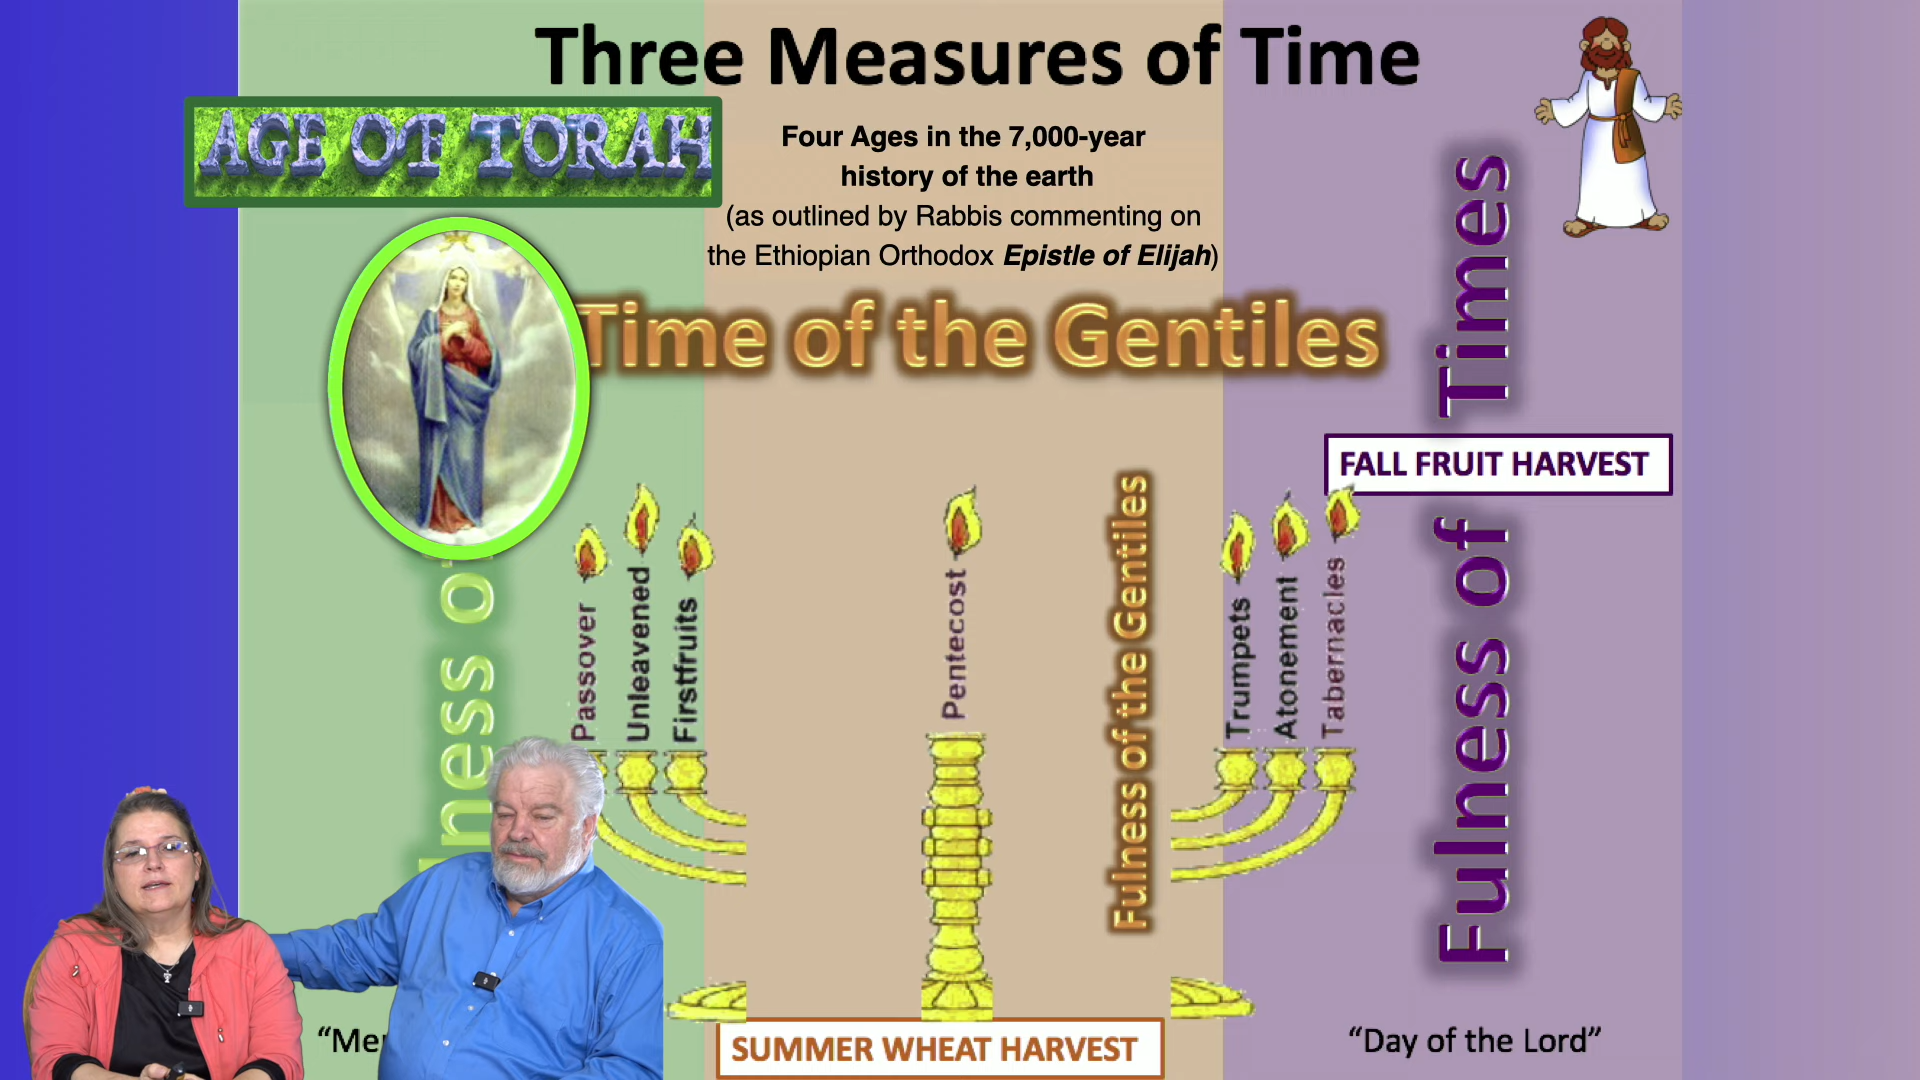 Three Measures of Time
AGE OF TORAH
Four Ages in the 7,000-year
history of the earth
(as outlined by Rabbis commenting on
the Ethiopian Orthodox Epistle of Elijah)
Time of the Gentiles
Fulness of Times
FALL FRUIT HARVEST
Passover
Unleavened
Firstfruits
Pentecost
Fulness of the Gentiles
Trumpets
Atonement
Tabernacles
"Day of the Lord"
SUMMER WHEAT HARVEST